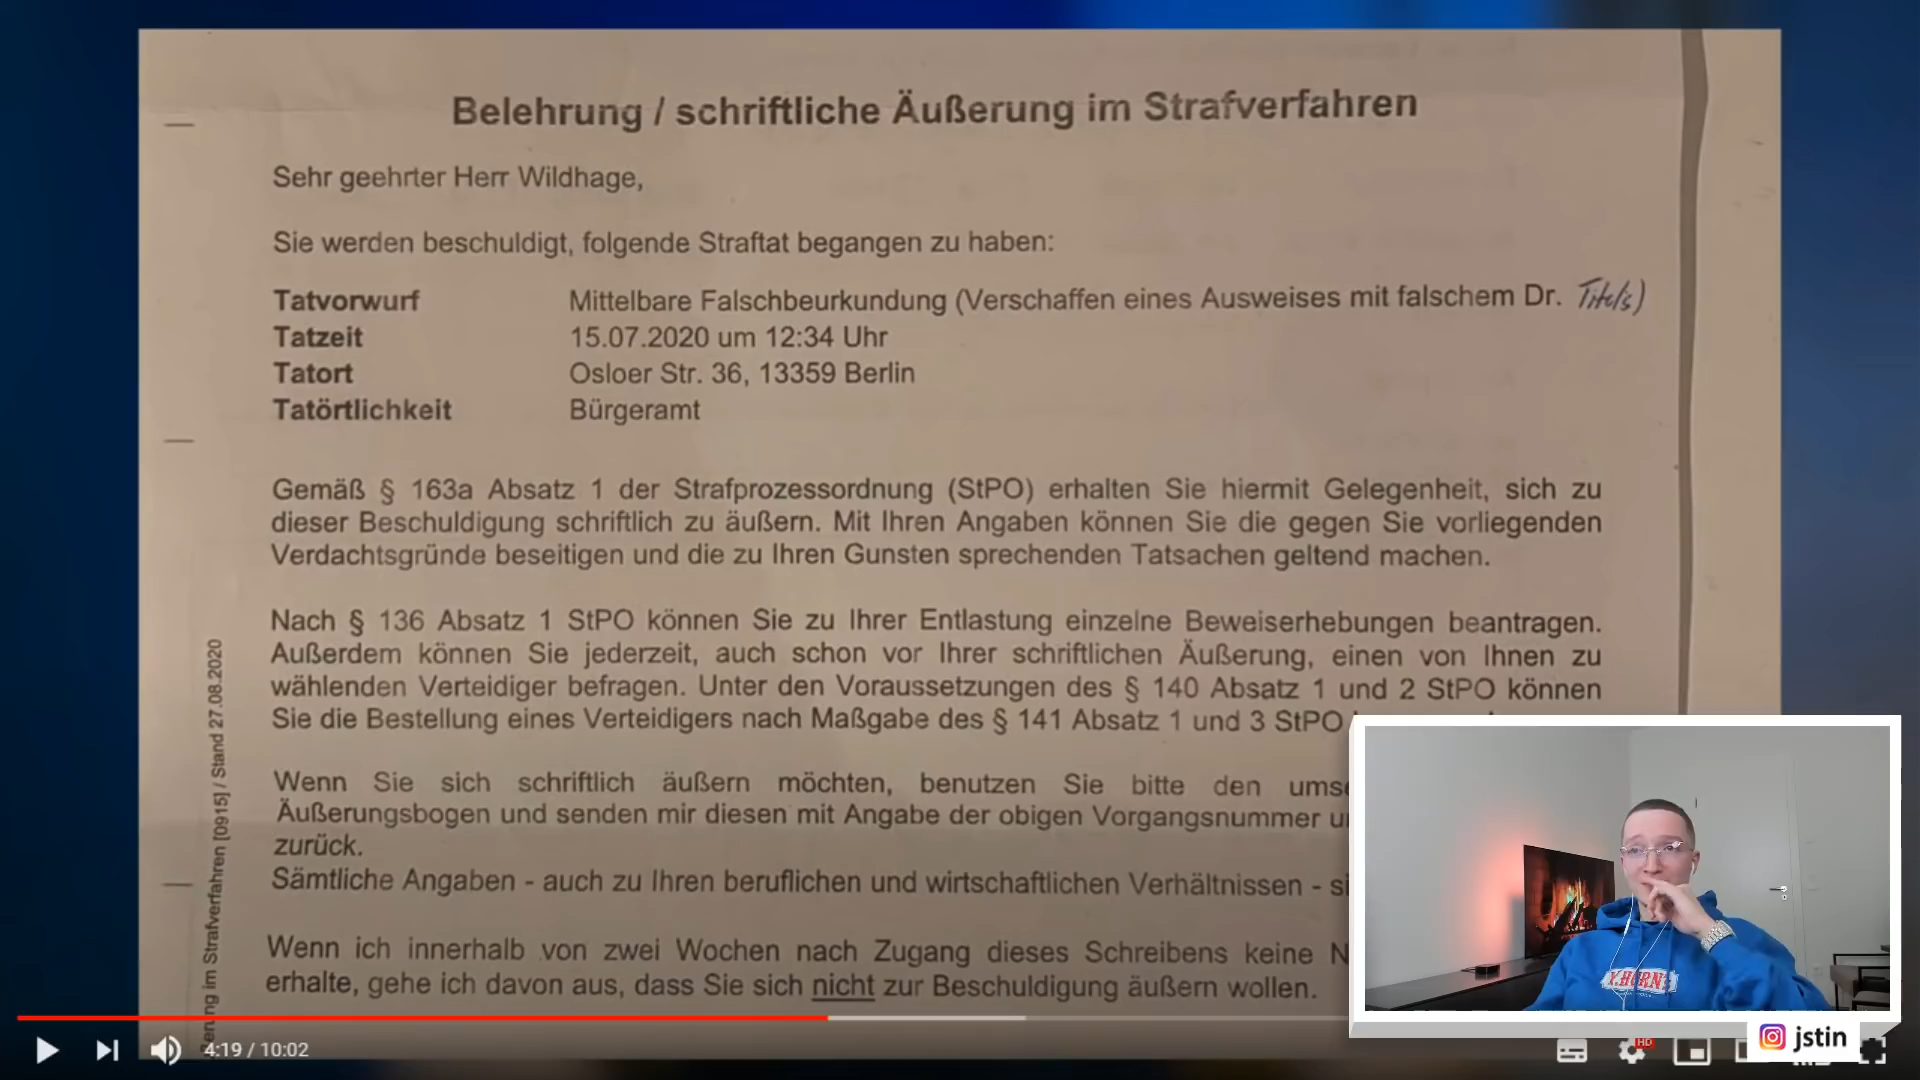 Belehrung / schriftliche Äußerung im Strafverfahren
Sehr geehrter Herr Wildhage,
Sie werden beschuldigt, folgende Straftat begangen zu haben:
Tatvorwurf Mittelbare Falschbeurkundung (Verschaffen eines Ausweises mit falschem Dr. Titels)
Tatzeit 15.07.2020 um 12:34 Uhr
Tatort Osloer Str. 36, 13359 Berlin
Tatörtlichkeit Bürgeramt
Gemäß § 163a Absatz 1 der Strafprozessordnung (StPO) erhalten Sie hiermit Gelegenheit, sich zu
dieser Beschuldigung schriftlich zu äußern. Mit Ihren Angaben können Sie die gegen Sie vorliegenden
Verdachtsgründe beseitigen und die zu Ihren Gunsten sprechenden Tatsachen geltend machen.
Nach § 136 Absatz 1 StPO können Sie zu Ihrer Entlastung einzelne Beweiserhebungen beantragen.
Außerdem können Sie jederzeit, auch schon vor Ihrer schriftlichen Äußerung, einen von Ihnen zu
wählenden Verteidiger befragen. Unter den Voraussetzungen des § 140 Absatz 1 und 2 StPO können
Sie die Bestellung eines Verteidigers nach Maßgabe des § 141 Absatz 1 und 3 StPO
Wenn Sie sich schriftlich äußern möchten, benutzen Sie bitte den
Äußerungsbogen und senden mir diesen mit Angabe der obigen Vorgangsnummer
zurück.
Sämtliche Angaben - auch zu Ihren beruflichen und wirtschaftlichen Verhältnissen -
Wenn ich innerhalb von zwei Wochen nach Zugang dieses Schreibens keine
erhalte, gehe ich davon aus, dass Sie sich nicht zur Beschuldigung äußern wollen.
im Strafverfahren [0915] / Stand 27.08.2020
4:19 / 10:02
HD
jstin